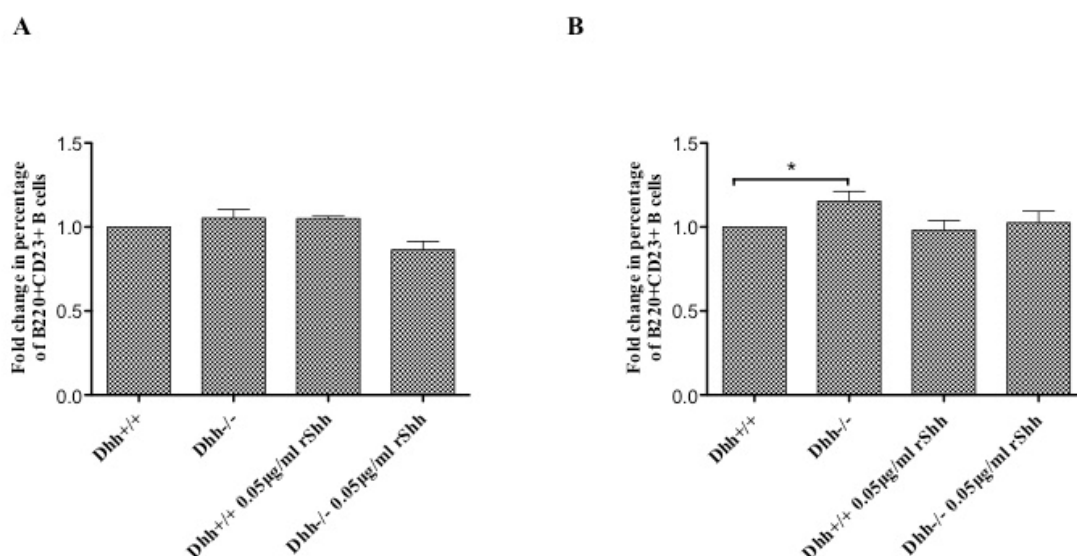 A
Fold change in percentage
of B220+CD23+ B cells
1.5
1.0
0.5
0.0
Dhh+/+
Dhh-/-
Dhh+/+ 0.05µg/ml rShh
Dhh-/- 0.05µg/ml rShh
B
Fold change in percentage
of B220+CD23+ B cells
1.5
1.0
0.5
0.0
*
Dhh+/+
Dhh-/-
Dhh+/+ 0.05µg/ml rShh
Dhh-/- 0.05µg/ml rShh